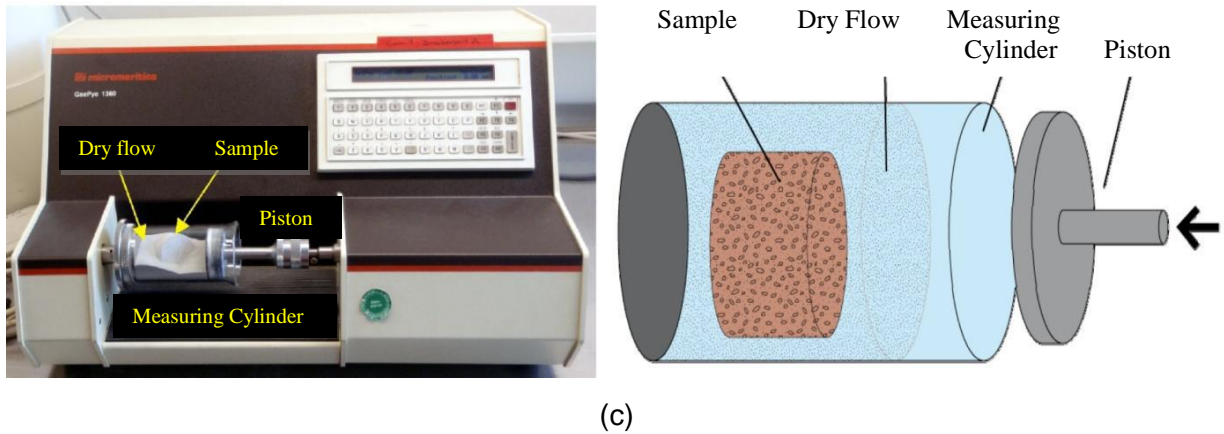 micromeritics
GeoPyc 1360
Dry flow
Sample
Piston
Measuring Cylinder
Sample
Dry Flow
Measuring
Cylinder
Piston
(c)